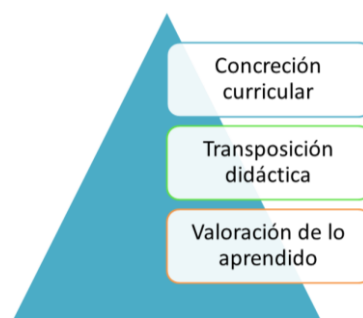 Concreción
curricular
Transposición
didáctica
Valoración de lo
aprendido